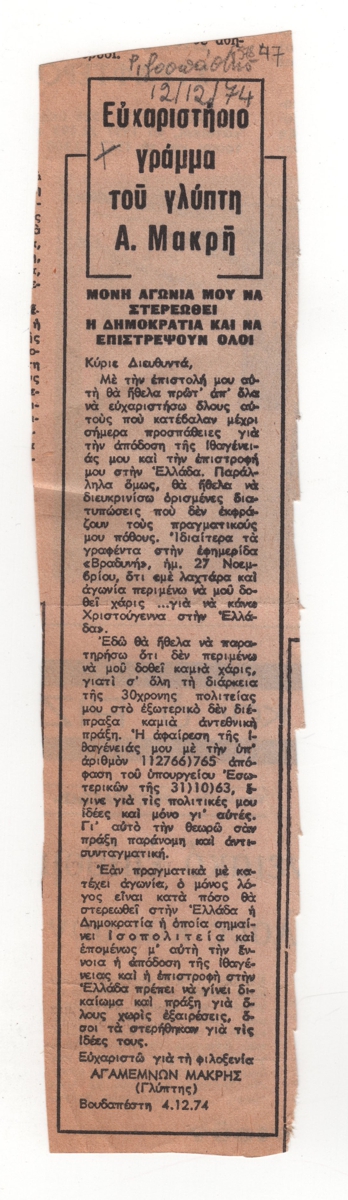 Ριζοσπάστης
47
12/12/74
Εὐχαριστήριο
γράμμα
τοῦ γλύπτη
Α. Μακρῆ
ΜΟΝΗ ΑΓΩΝΙΑ ΜΟΥ ΝΑ
ΣΤΕΡΕΩΘΕΙ
Η ΔΗΜΟΚΡΑΤΙΑ ΚΑΙ ΝΑ
ΕΠΙΣΤΡΕΨΟΥΝ ΟΛΟΙ
Κύριε Διευθυντά,
Μὲ τὴν ἐπιστολή μου αὐ-
τὴ θὰ ἤθελα πρῶτ' ἀπ' ὅλα
νὰ εὐχαριστήσω ὅλους αὐ-
τοὺς ποὺ κατέβαλαν μέχρι
σήμερα προσπάθειες γιὰ
τὴν ἀπόδοση τῆς Ἰθαγένει-
άς μου καὶ τὴν ἐπιστροφή
μου στὴν Ἑλλάδα. Παράλ-
ληλα ὅμως, θὰ ἤθελα νὰ
διευκρινίσω ὁρισμένες δια-
τυπώσεις ποὺ δὲν ἐκφρά-
ζουν τοὺς πραγματικούς
μου πόθους. Ἰδιαίτερα τὰ
γραφέντα στὴν ἐφημερίδα
«Βραδυνή», ἡμ. 27 Νοεμ-
βρίου, ὅτι «μὲ λαχτάρα καὶ
ἀγωνία περιμένω νὰ μοῦ δο-
θεῖ χάρις ...γιὰ νὰ κάνω
Χριστούγεννα στὴν Ἑλλά-
δα».
Ἐδῶ θὰ ἤθελα νὰ παρα-
τηρήσω ὅτι δὲν περιμένω
νὰ μοῦ δοθεῖ καμιὰ χάρις,
γιατὶ σ' ὅλη τὴ διάρκεια
τῆς 30χρονης πολιτείας
μου στὸ ἐξωτερικὸ δὲν διέ-
πραξα καμιὰ ἀντεθνικὴ
πράξη. Ἡ ἀφαίρεση τῆς Ἰ-
θαγένειάς μου μὲ τὴν ὑπ'
ἀριθμὸν 112766)765 ἀπό-
φαση τοῦ ὑπουργείου Ἐσω-
τερικῶν τῆς 31)10)63, ἔ-
γινε γιὰ τὶς πολιτικές μου
ἰδέες καὶ μόνο γι' αὐτές.
Γι' αὐτὸ τὴν θεωρῶ σὰν
πράξη παράνομη καὶ ἀντι-
συνταγματική.
Ἐὰν πραγματικὰ μὲ κα-
τέχει ἀγωνία, ὁ μόνος λό-
γος εἶναι κατὰ πόσο θὰ
στερεωθεῖ στὴν Ἑλλάδα ἡ
Δημοκρατία ἡ ὁποία σημαί-
νει Ἰσοπολιτεία καὶ
ἑπομένως μ' αὐτὴ τὴν ἔν-
νοια ἡ ἀπόδοση τῆς ἰθαγέ-
νειας καὶ ἡ ἐπιστροφὴ στὴν
Ἑλλάδα πρέπει νὰ γίνει δι-
καίωμα καὶ πράξη γιὰ ὅ-
λους χωρὶς ἐξαιρέσεις, ὅ-
σοι τὰ στερήθηκαν γιὰ τὶς
ἰδέες τους.
Εὐχαριστῶ γιὰ τὴ φιλοξενία
ΑΓΑΜΕΜΝΩΝ ΜΑΚΡΗΣ
(Γλύπτης)
Βουδαπέστη 4.12.74